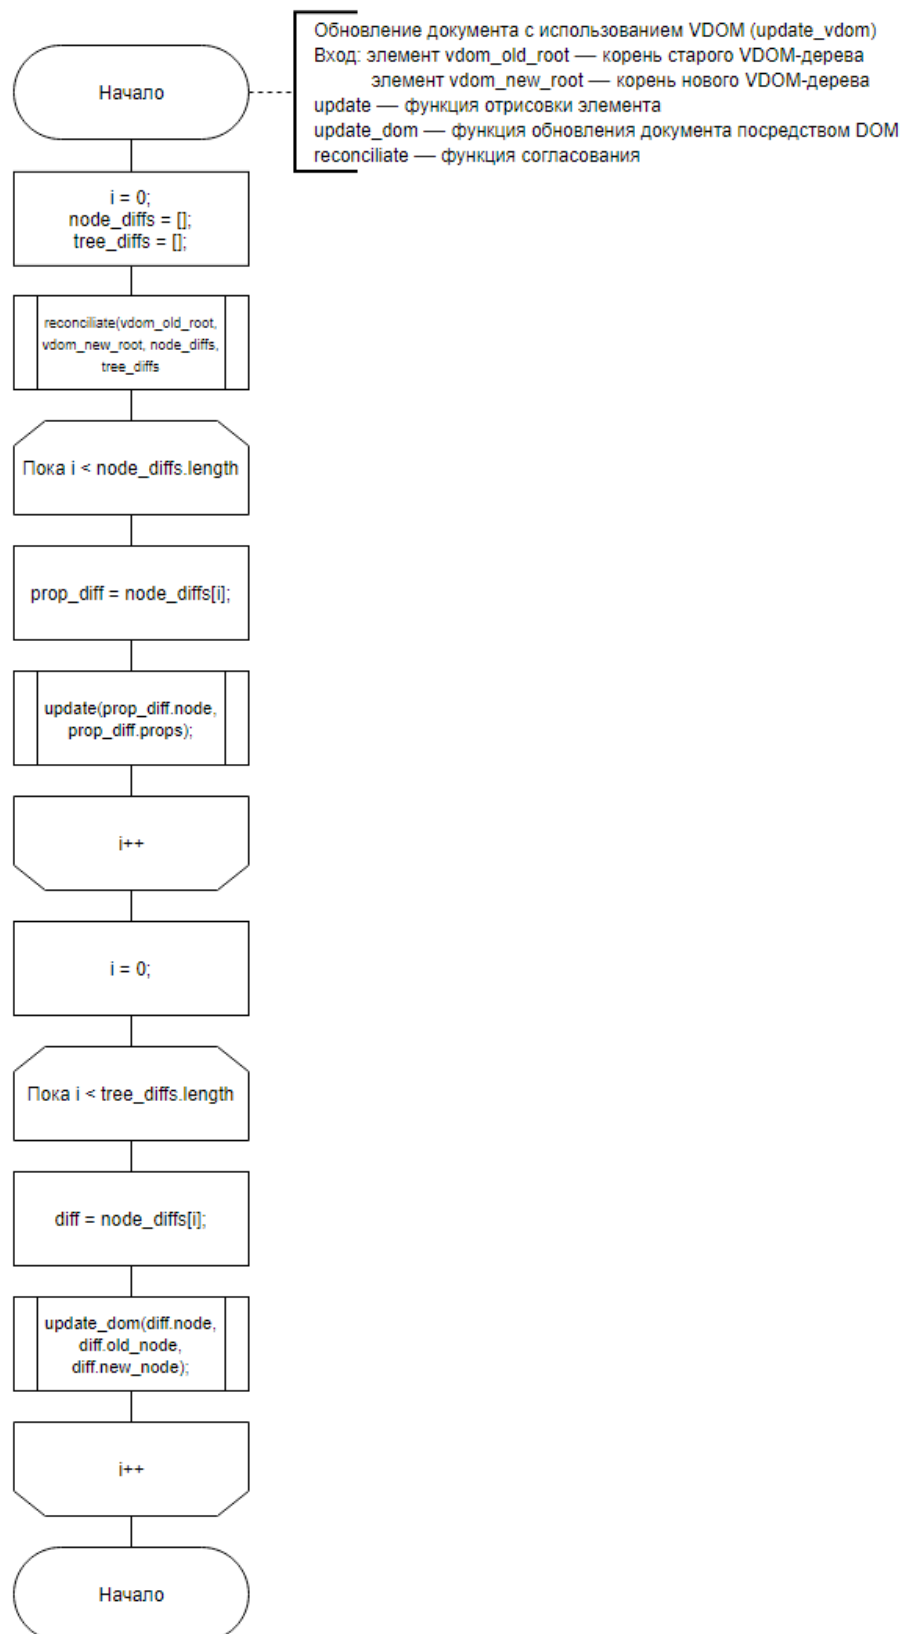 Обновление документа с использованием VDOM (update_vdom)
Вход: элемент vdom_old_root — корень старого VDOM-дерева
элемент vdom_new_root — корень нового VDOM-дерева
update — функция отрисовки элемента
update_dom — функция обновления документа посредством DOM
reconciliate — функция согласования
Начало
i = 0;
node_diffs = [];
tree_diffs = [];
reconciliate(vdom_old_root,
vdom_new_root, node_diffs,
tree_diffs
Пока i < node_diffs.length
prop_diff = node_diffs[i];
update(prop_diff.node,
prop_diff.props);
i++
i = 0;
Пока i < tree_diffs.length
diff = node_diffs[i];
update_dom(diff.node,
diff.old_node,
diff.new_node);
i++
Начало